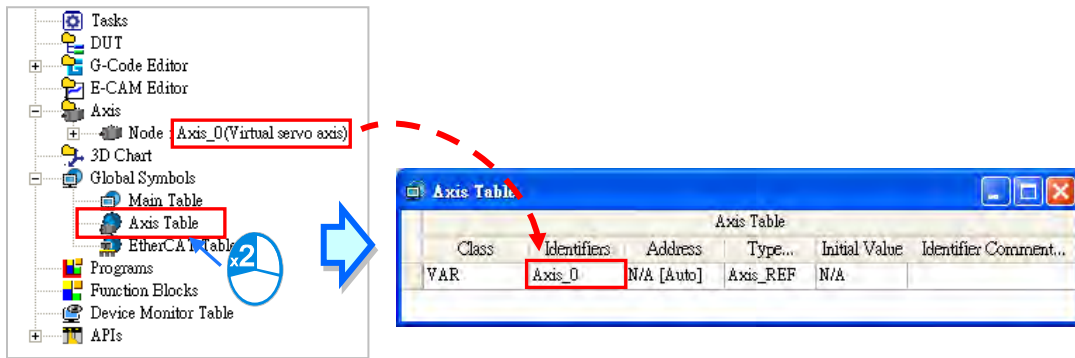 Tasks
DUT
G-Code Editor
E-CAM Editor
Axis
Node : Axis_0(Virtual servo axis)
3D Chart
Global Symbols
Main Table
Axis Table
EtherCAT Table
Programs
Function Blocks
Device Monitor Table
APIs
x2
Axis Table
Axis Table
Class Identifiers Address Type... Initial Value Identifier Comment...
VAR Axis_0 N/A [Auto] Axis_REF N/A